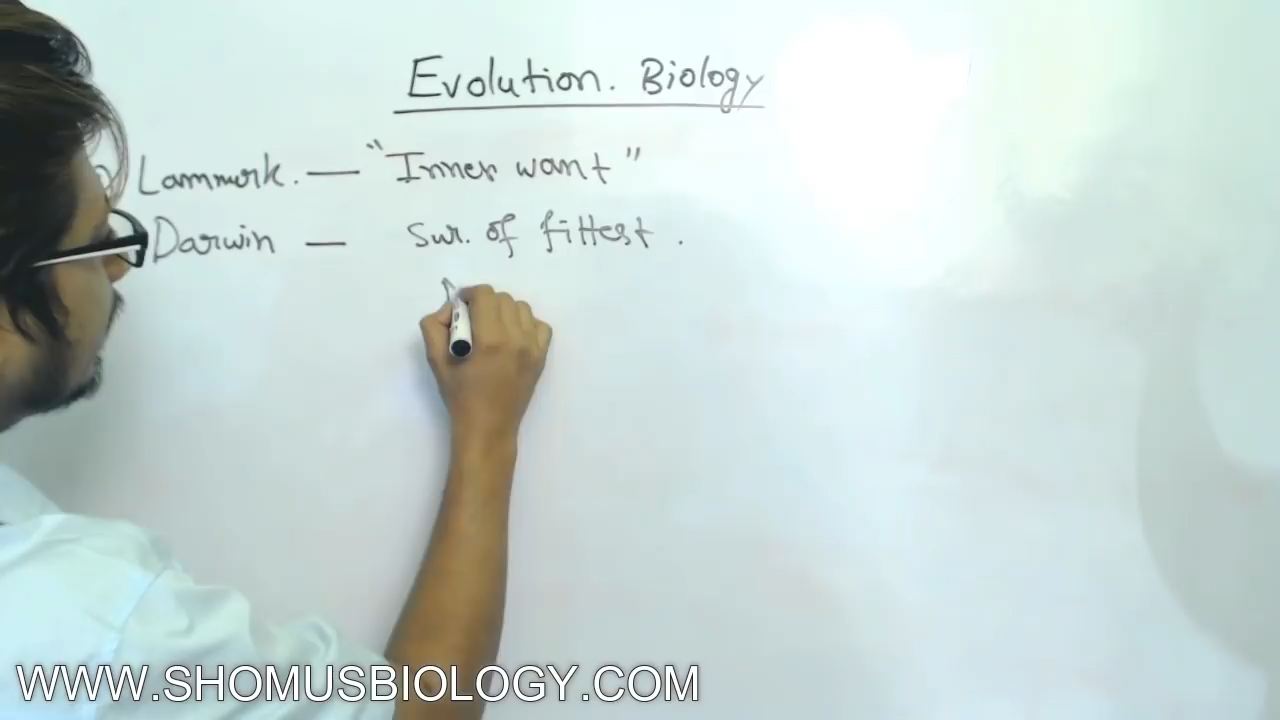 Evolution. Biology
Lammark. — "Inner want"
Darwin — Sur. of fittest.
WWW.SHOMUSBIOLOGY.COM